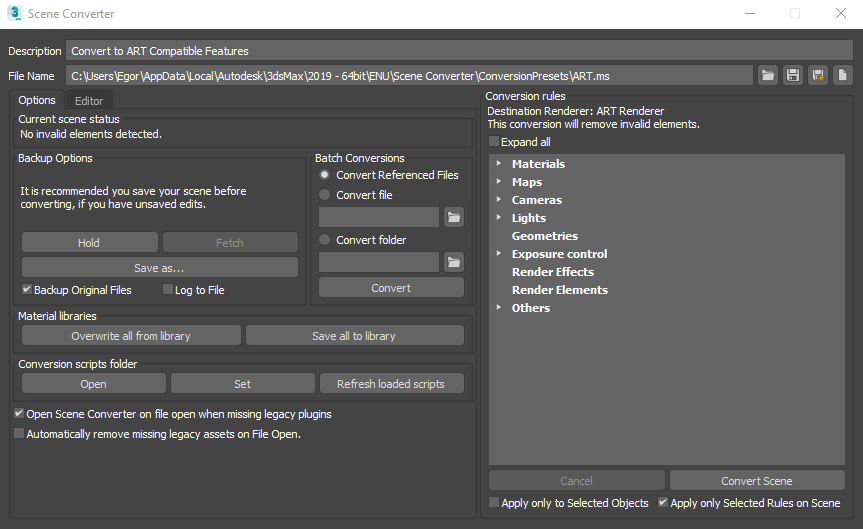 3
Scene Converter
Description
Convert to ART Compatible Features
File Name
C:\Users\Egor\AppData\Local\Autodesk\3dsMax\2019 - 64bit\ENU\Scene Converter\ConversionPresets\ART.ms
Options
Editor
Current scene status
No invalid elements detected.
Backup Options
It is recommended you save your scene before
converting, if you have unsaved edits.
Hold
Fetch
Save as...
Backup Original Files
Log to File
Batch Conversions
Convert Referenced Files
Convert file
Convert folder
Convert
Material libraries
Overwrite all from library
Save all to library
Conversion scripts folder
Open
Set
Refresh loaded scripts
Open Scene Converter on file open when missing legacy plugins
Automatically remove missing legacy assets on File Open.
Conversion rules
Destination Renderer: ART Renderer
This conversion will remove invalid elements.
Expand all
Materials
Maps
Cameras
Lights
Geometries
Exposure control
Render Effects
Render Elements
Others
Cancel
Convert Scene
Apply only to Selected Objects
Apply only Selected Rules on Scene